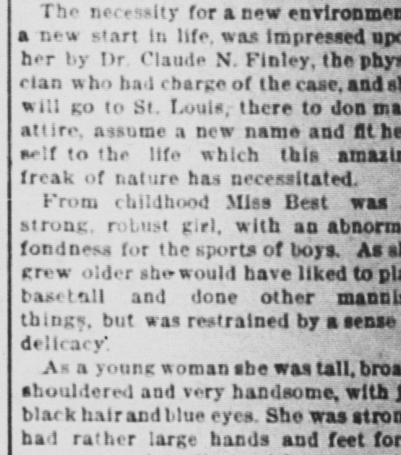 The necessity for a new environmen
a new start in life, was impressed upo
her by Dr. Claude N. Finley, the phys
cian who had charge of the case, and sh
will go to St. Louis, there to don ma
attire, assume a new name and fit he
self to the life which this amazin
freak of nature has necessitated.
From childhood Miss Best was
strong, robust girl, with an abnorm
fondness for the sports of boys. As sh
grew older she would have liked to pla
baseball and done other mannis
things, but was restrained by a sense
delicacy.
As a young woman she was tall, broa
shouldered and very handsome, with j
black hair and blue eyes. She was stron
had rather large hands and feet for